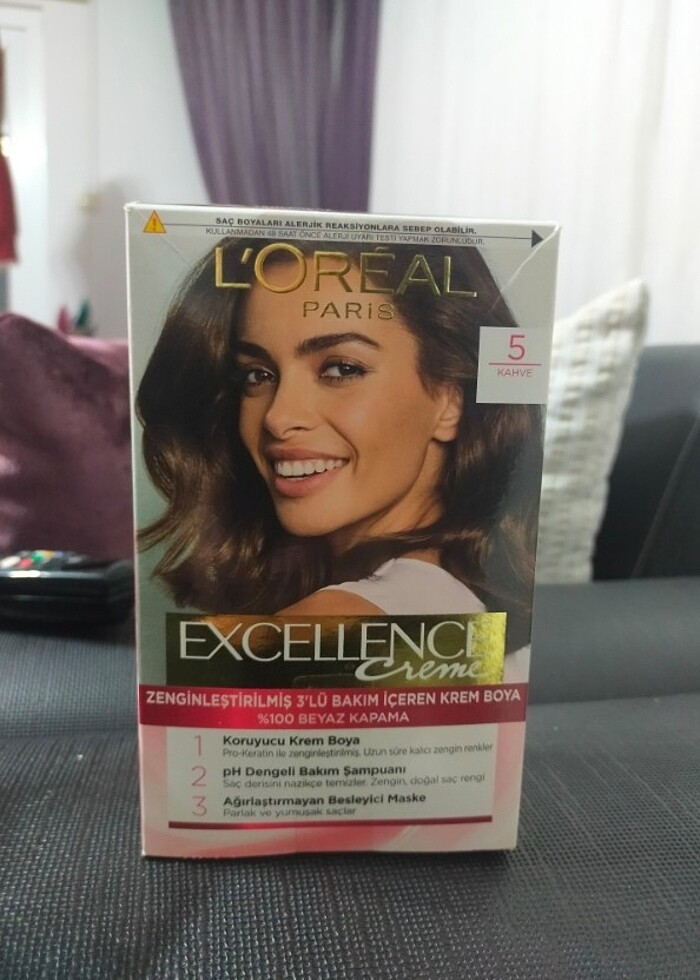 SAÇ BOYALARI ALERJİK REAKSİYONLARA SEBEP OLABİLİR.
KULLANMADAN 48 SAAT ÖNCE ALERJİ UYARI TESTİ YAPMAK ZORUNLUDUR.
L'ORÉAL
PARİS
5
KAHVE
EXCELLENCE
Creme
ZENGİNLEŞTİRİLMİŞ 3'LÜ BAKIM İÇEREN KREM BOYA
%100 BEYAZ KAPAMA
1 Koruyucu Krem Boya
Pro-Keratin ile zenginleştirilmiş. Uzun süre kalıcı zengin renkler
2 pH Dengeli Bakım Şampuanı
Saç derisini nazikçe temizler. Zengin, doğal saç rengi
3 Ağırlaştırmayan Besleyici Maske
Parlak ve yumuşak saçlar